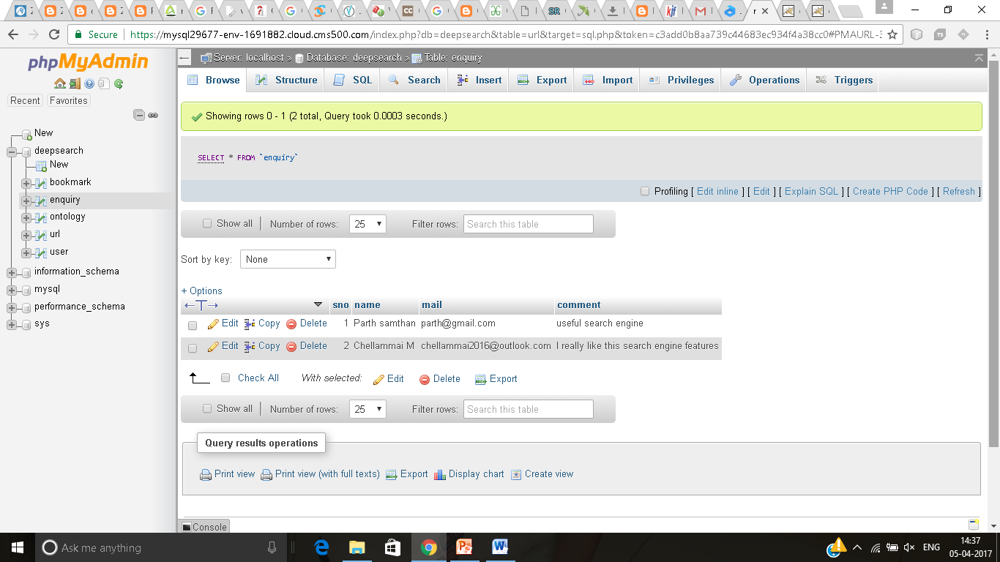 Secure https://mysql29677-env-1691882.cloud.cms500.com/index.php?db=deepsearch&table=url&target=sql.php&token=c3add0b8aa739c44683ec934f4a38cc0#PMAURL-3
phpMyAdmin
Recent Favorites
New
deepsearch
New
bookmark
enquiry
ontology
url
user
information_schema
mysql
performance_schema
sys
Server: localhost » Database: deepsearch » Table: enquiry
Browse Structure SQL Search Insert Export Import Privileges Operations Triggers
Showing rows 0 - 1 (2 total, Query took 0.0003 seconds.)
SELECT * FROM `enquiry`
Profiling [ Edit inline ] [ Edit ] [ Explain SQL ] [ Create PHP Code ] [ Refresh ]
Show all Number of rows: 25 Filter rows: Search this table
Sort by key: None
+ Options
sno name mail comment
Edit Copy Delete 1 Parth samthan parth@gmail.com useful search engine
Edit Copy Delete 2 Chellammai M chellammai2016@outlook.com I really like this search engine features
Check All With selected: Edit Delete Export
Show all Number of rows: 25 Filter rows: Search this table
Query results operations
Print view Print view (with full texts) Export Display chart Create view
Console
Ask me anything
ENG
14:37
05-04-2017